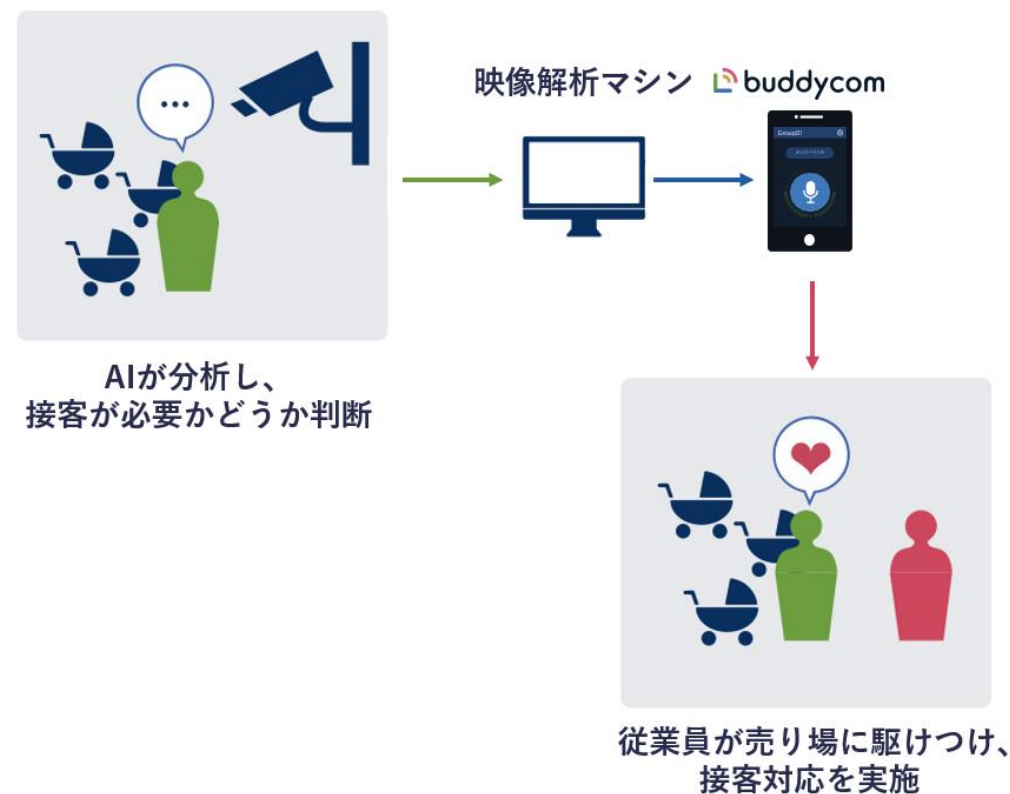 …
映像解析マシン buddycom
Group01
AIが分析し、
接客が必要かどうか判断
従業員が売り場に駆けつけ、
接客対応を実施